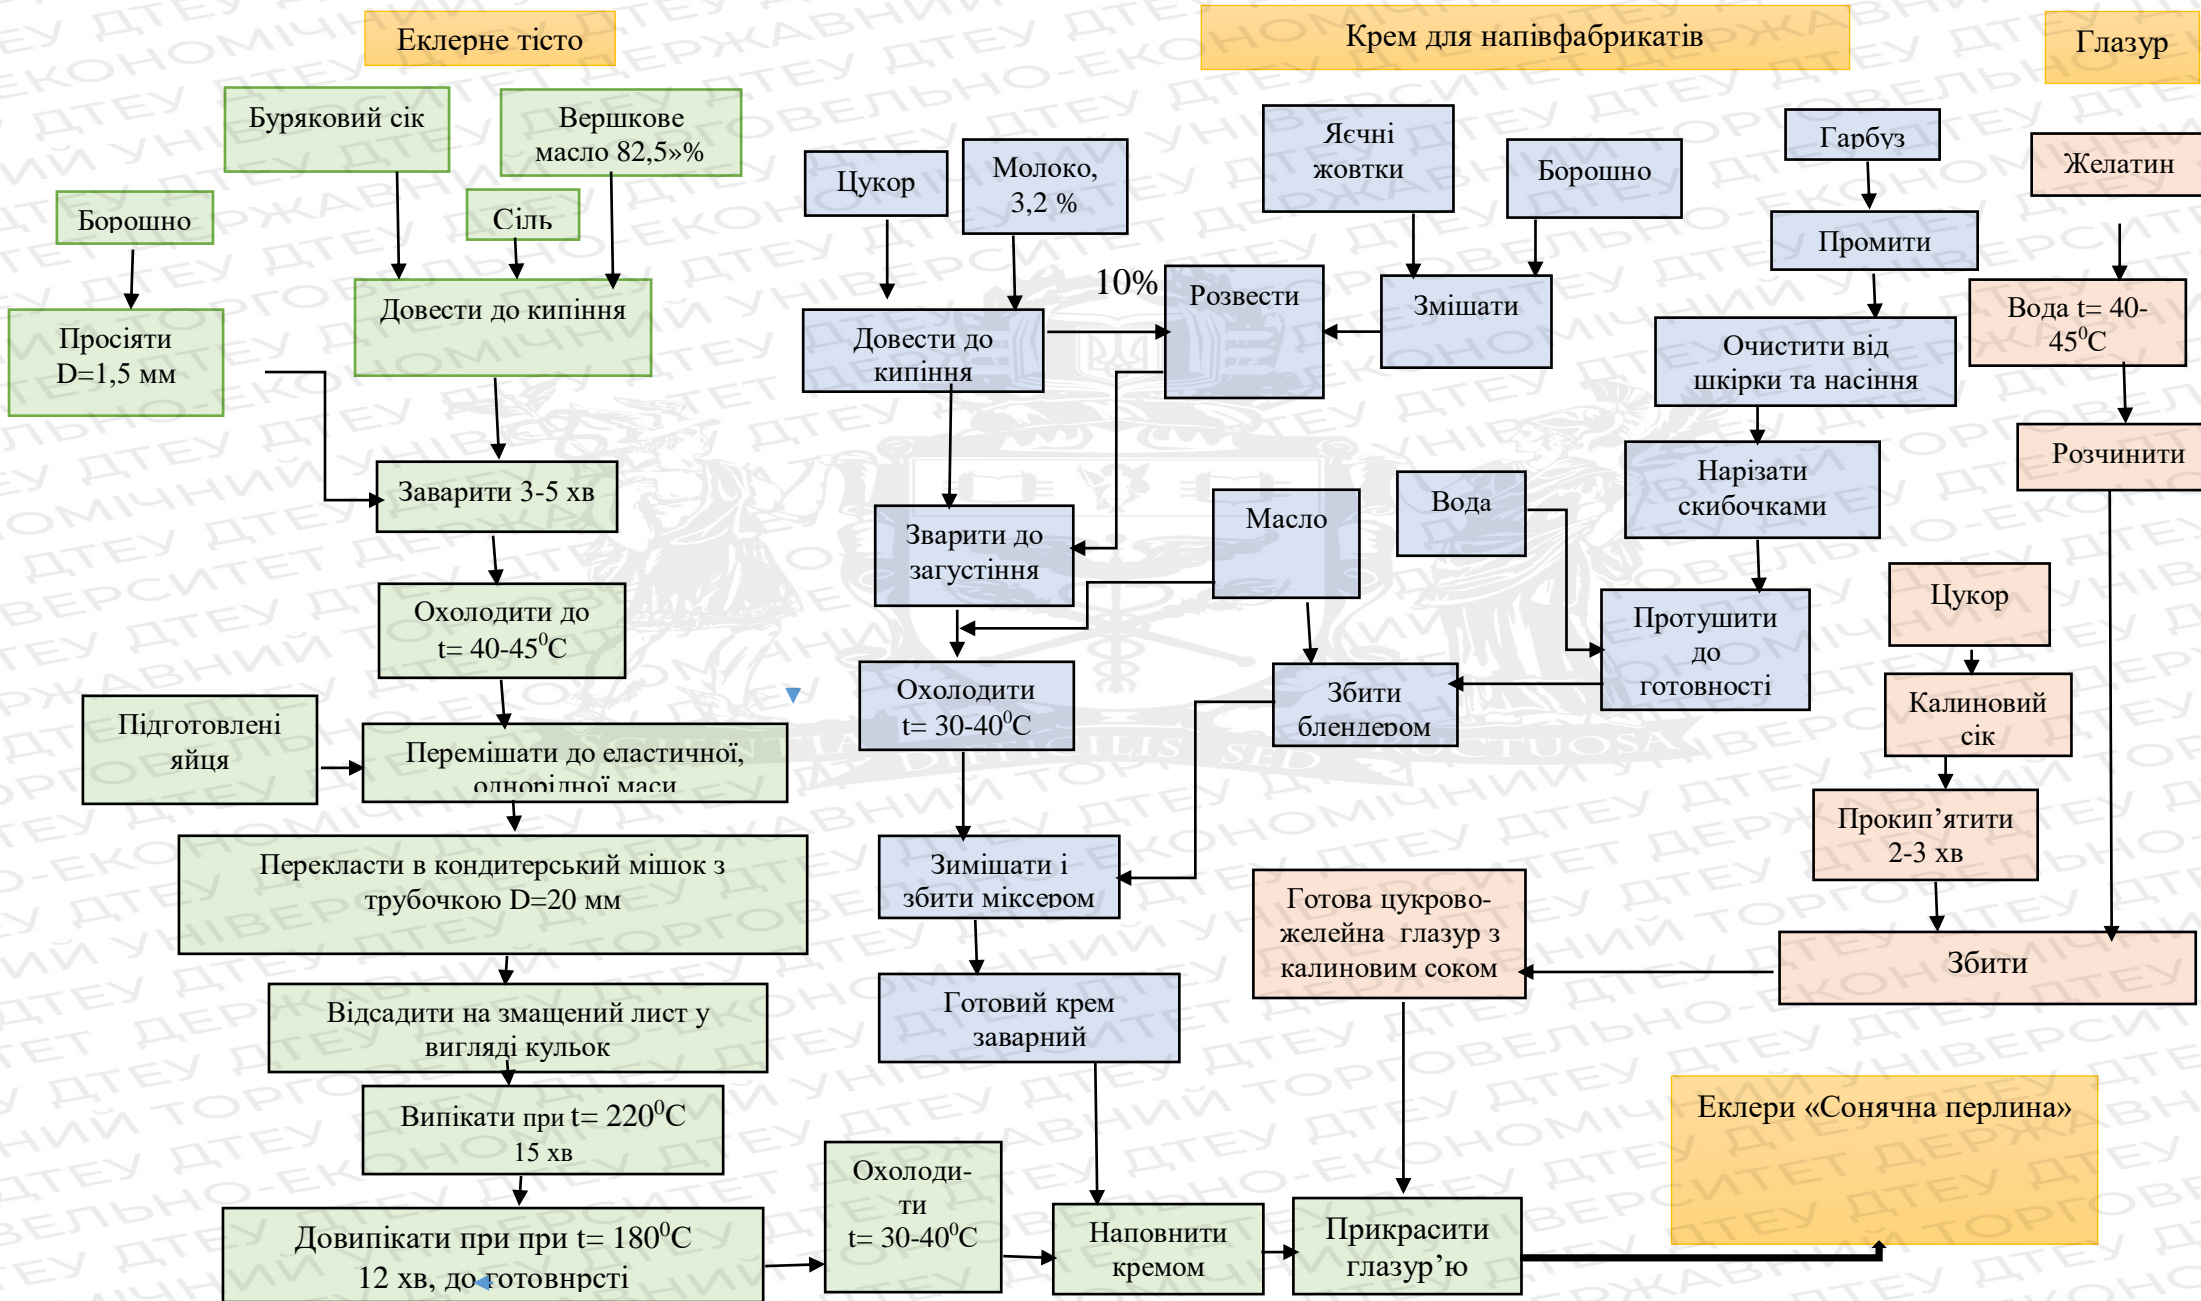 Еклерне тісто
Крем для напівфабрикатів
Глазур
Буряковий сік
Вершкове
масло 82,5»%
Борошно
Сіль
Просіяти
D=1,5 мм
Довести до кипіння
Заварити 3-5 хв
Охолодити до
t= 40-45⁰С
Підготовлені
яйця
Перемішати до еластичної,
однорідної маси
Перекласти в кондитерський мішок з
трубочкою D=20 мм
Відсадити на змащений лист у
вигляді кульок
Випікати при t= 220⁰С
15 хв
Довипікати при при t= 180⁰С
12 хв, до готовнрсті
Охолоди-
ти
t= 30-40⁰С
Цукор
Молоко,
3,2 %
Яєчні
жовтки
Борошно
Довести до
кипіння
10%
Розвести
Змішати
Зварити до
загустіння
Масло
Вода
Охолодити
t= 30-40⁰С
Збити
блендером
Зимішати і
збити міксером
Готовий крем
заварний
Гарбуз
Промити
Очистити від
шкірки та насіння
Нарізати
скибочками
Протушити
до
готовності
Желатин
Вода t= 40-
45⁰С
Розчинити
Цукор
Калиновий
сік
Прокип’ятити
2-3 хв
Збити
Готова цукрово-
желейна глазур з
калиновим соком
Наповнити
кремом
Прикрасити
глазур’ю
Еклери «Сонячна перлина»